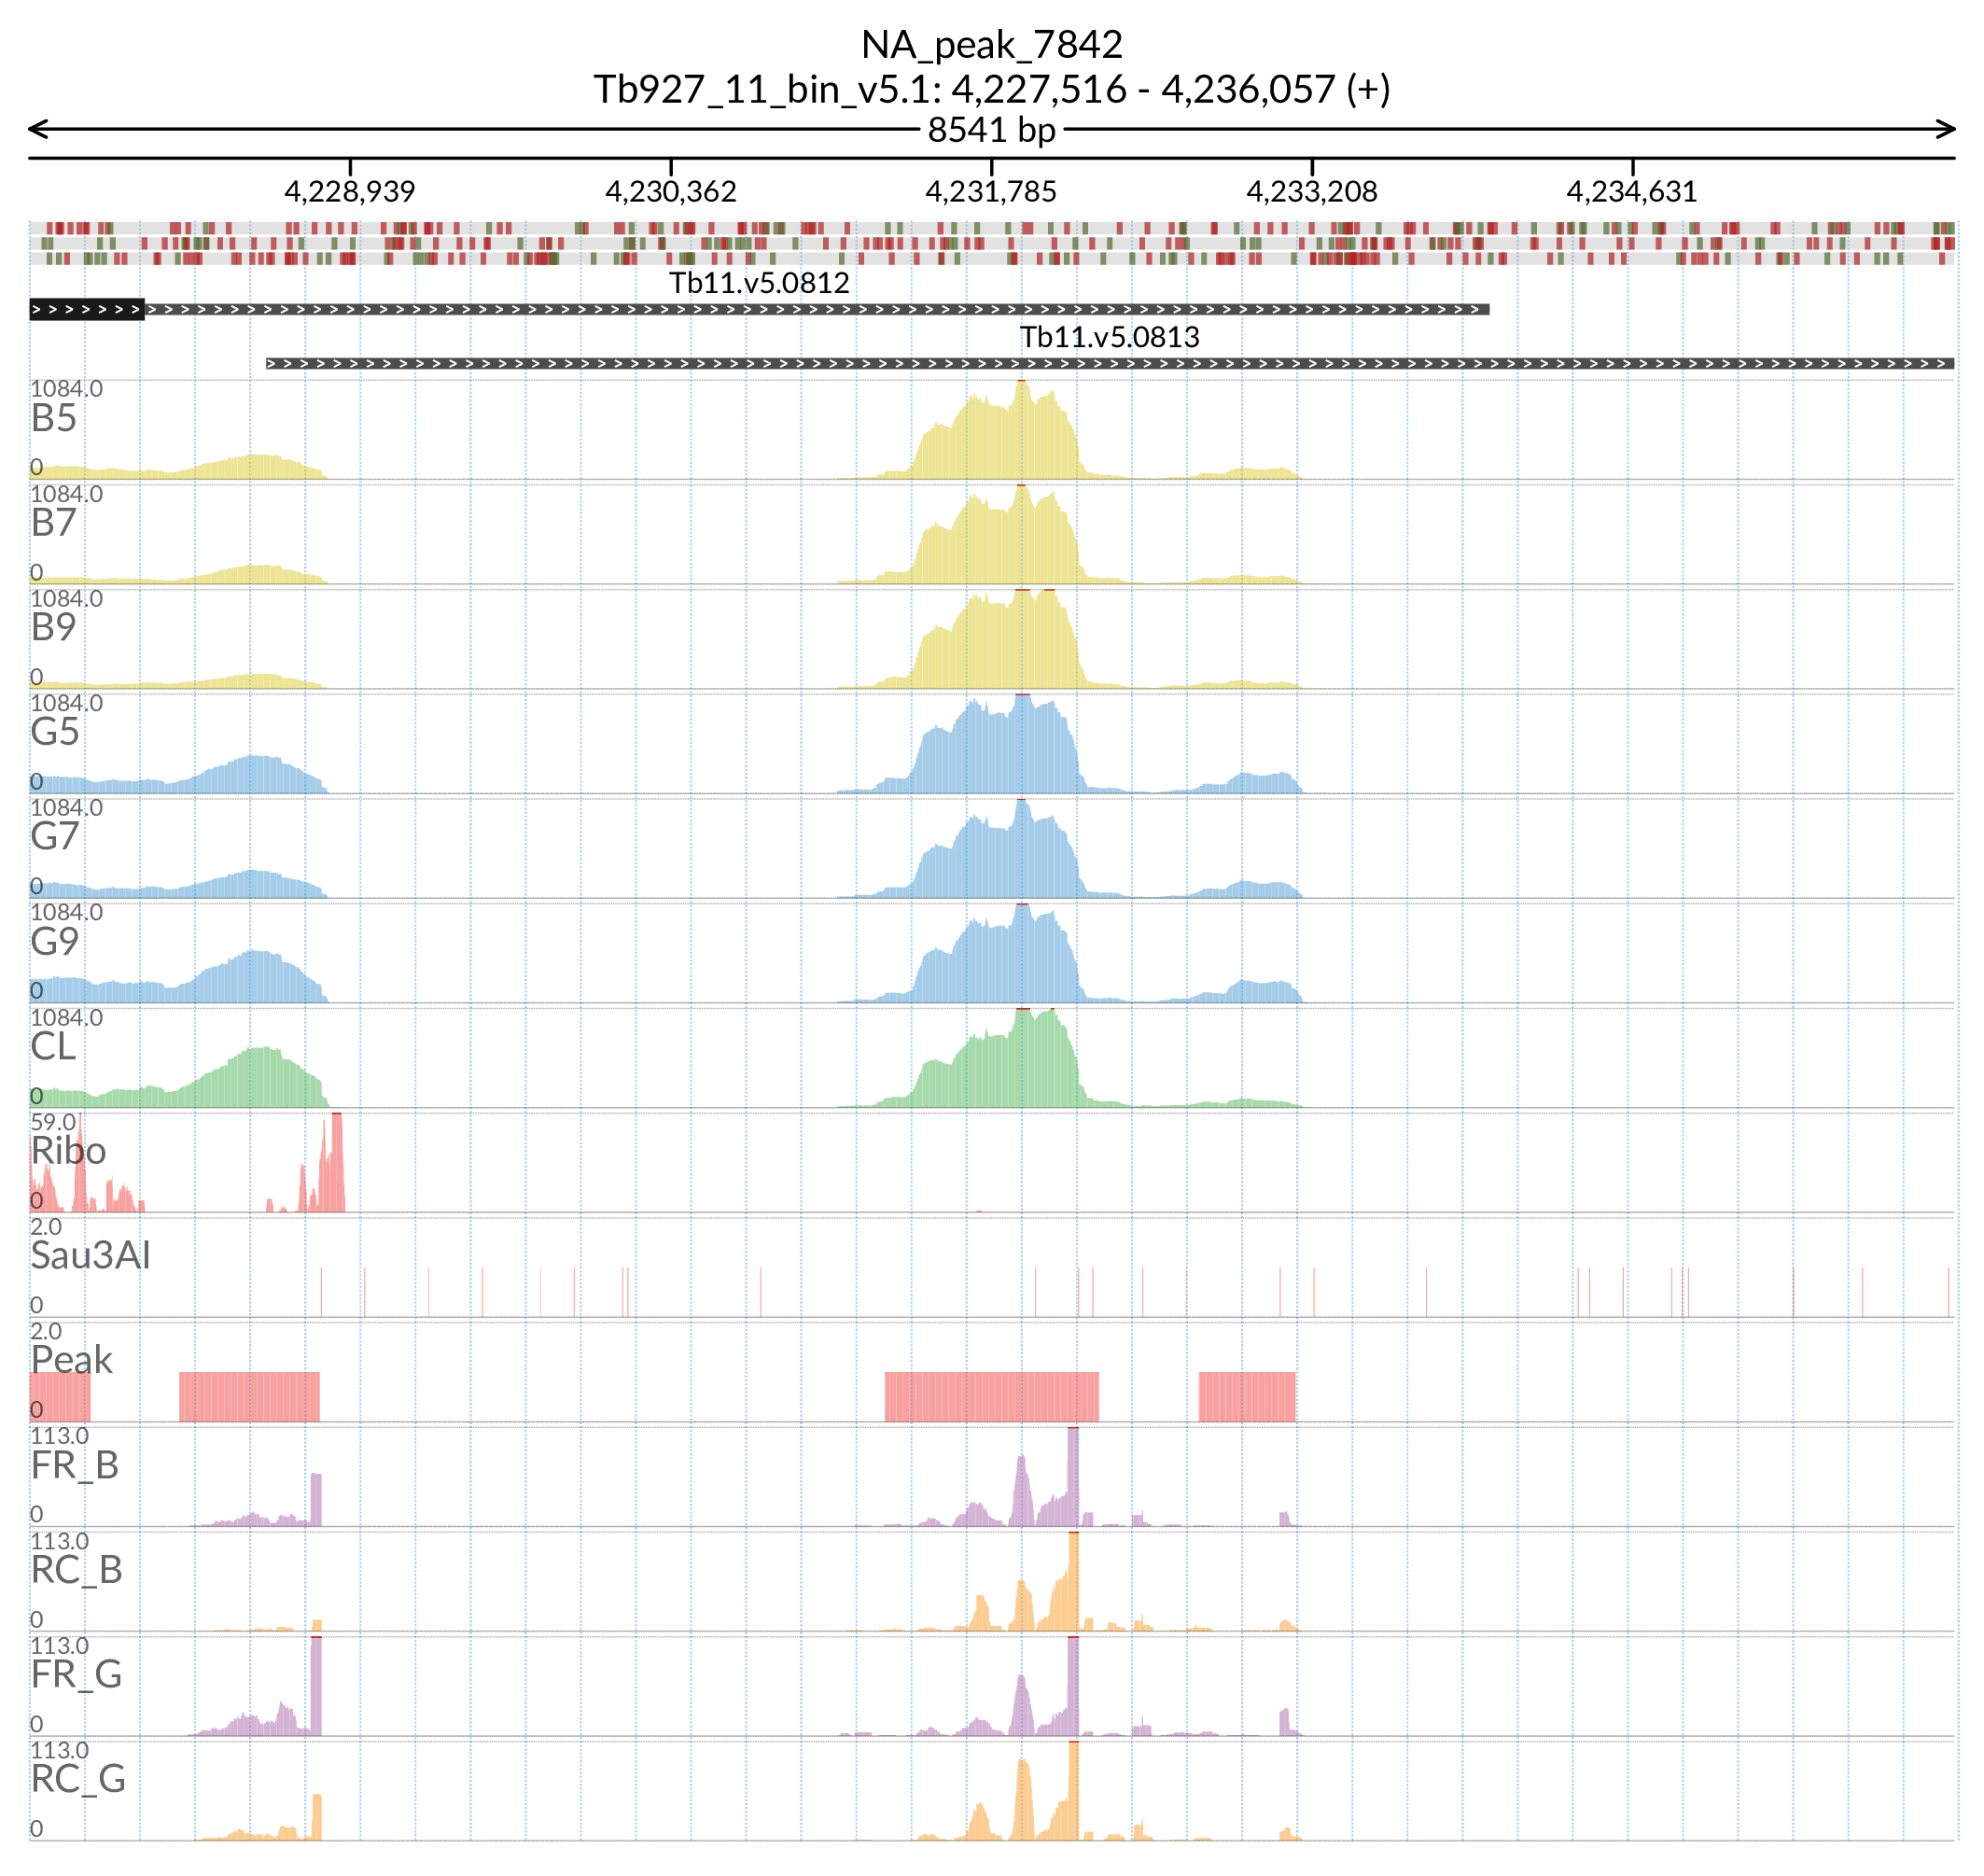 NA_peak_7842
Tb927_11_bin_v5.1: 4,227,516 - 4,236,057 (+)
8541 bp
4,228,939 4,230,362 4,231,785 4,233,208 4,234,631
Tb11.v5.0812
Tb11.v5.0813
1084.0
B5
0
1084.0
B7
0
1084.0
B9
0
1084.0
G5
0
1084.0
G7
0
1084.0
G9
0
1084.0
CL
0
59.0
Ribo
0
2.0
Sau3AI
0
2.0
Peak
0
113.0
FR_B
0
113.0
RC_B
0
113.0
FR_G
0
113.0
RC_G
0